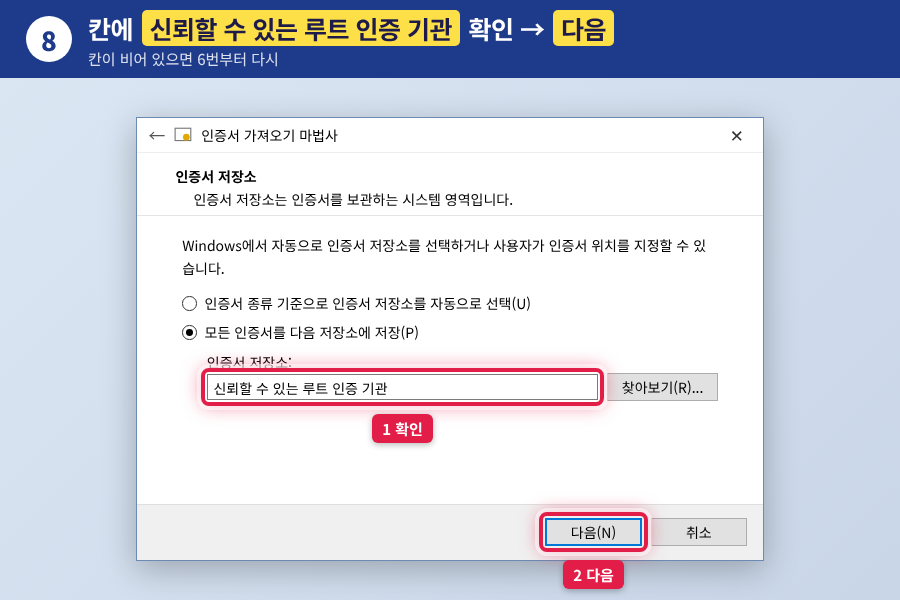 8
칸에 신뢰할 수 있는 루트 인증 기관 확인 → 다음
칸이 비어 있으면 6번부터 다시
← 인증서 가져오기 마법사 ✕
인증서 저장소
인증서 저장소는 인증서를 보관하는 시스템 영역입니다.
Windows에서 자동으로 인증서 저장소를 선택하거나 사용자가 인증서 위치를 지정할 수 있
습니다.
인증서 종류 기준으로 인증서 저장소를 자동으로 선택(U)
모든 인증서를 다음 저장소에 저장(P)
인증서 저장소:
신뢰할 수 있는 루트 인증 기관 찾아보기(R)...
1 확인
다음(N) 취소
2 다음